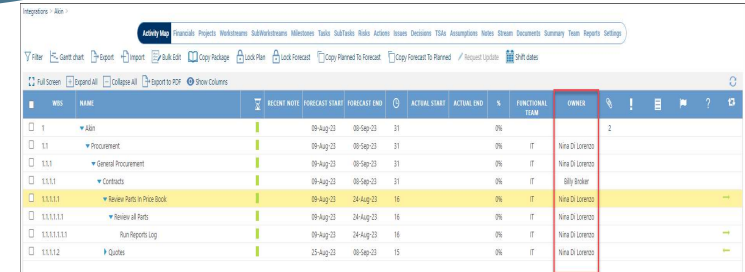 Integrations > Akin >
Activity Map Financials Projects Workstreams SubWorkstreams Milestones Tasks SubTasks Risks Actions Issues Decisions TSAs Assumptions Notes Stream Documents Summary Team Reports Settings
Filter Gantt chart Export Import Bulk Edit Copy Package Lock Plan Lock Forecast Copy Planned To Forecast Copy Forecast To Planned Request Update Shift dates
Full Screen Expand All Collapse All Export to PDF Show Columns
WBS NAME RECENT NOTE FORECAST START FORECAST END ACTUAL START ACTUAL END % FUNCTIONAL TEAM OWNER ! ?
1 Akin 09-Aug-23 08-Sep-23 31 0% 2
1.1 Procurement 09-Aug-23 08-Sep-23 31 0% IT Nina Di Lorenzo
1.1.1 General Procurement 09-Aug-23 08-Sep-23 31 0% IT Nina Di Lorenzo
1.1.1.1 Contracts 09-Aug-23 08-Sep-23 31 0% IT Billy Broker
1.1.1.1.1 Review Parts in Price Book 09-Aug-23 24-Aug-23 16 0% IT Nina Di Lorenzo
1.1.1.1.1.1 Review all Parts 09-Aug-23 24-Aug-23 16 0% IT Nina Di Lorenzo
1.1.1.1.1.1.1 Run Reports Log 09-Aug-23 24-Aug-23 16 0% IT Nina Di Lorenzo
1.1.1.1.2 Quotes 25-Aug-23 08-Sep-23 15 0% IT Nina Di Lorenzo